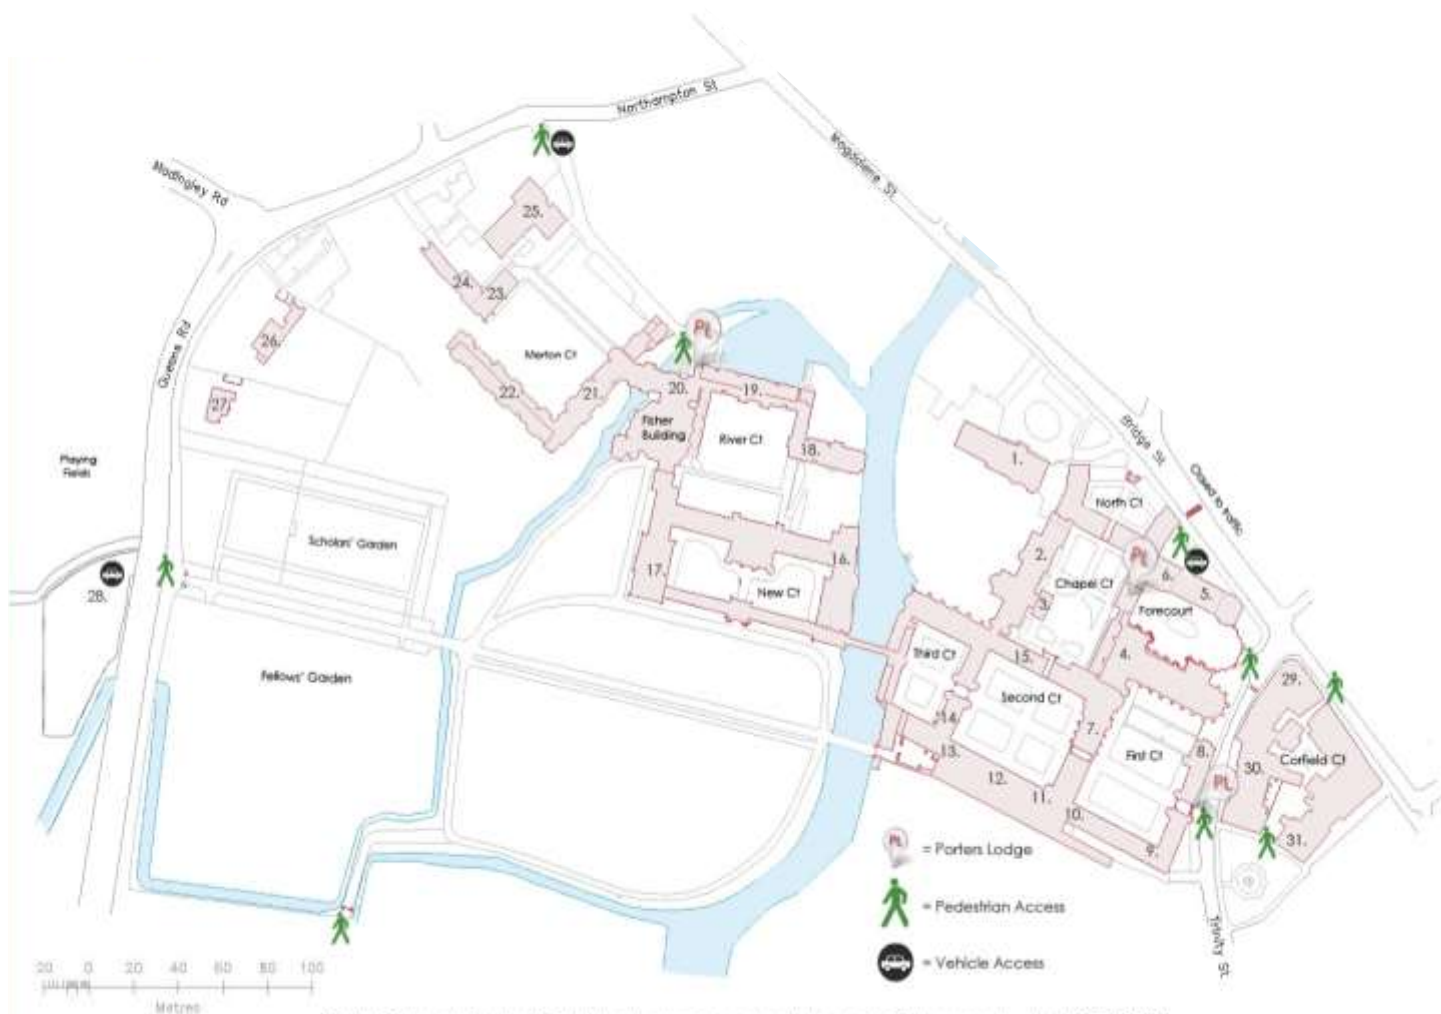 Northampton St
Madingley Rd
Magdalene St
25.
24.
23.
26.
Queens Rd
Merton Ct
PL
22.
21.
20.
19.
27.
Fisher
Building
River Ct
18.
Bridge St
Closed to traffic
1.
Playing
Fields
North Ct
Scholars' Garden
2.
PL
16.
17.
Chapel Ct
6.
5.
28.
New Ct
3.
Forecourt
Third Ct
15.
4.
Fellows' Garden
Second Ct
29.
14.
7.
First Ct
8.
13.
30.
Corfield Ct
12.
PL
11.
10.
31.
9.
PL = Porters Lodge
= Pedestrian Access
Trinity St
= Vehicle Access
20 0 20 40 60 80 100
Metres